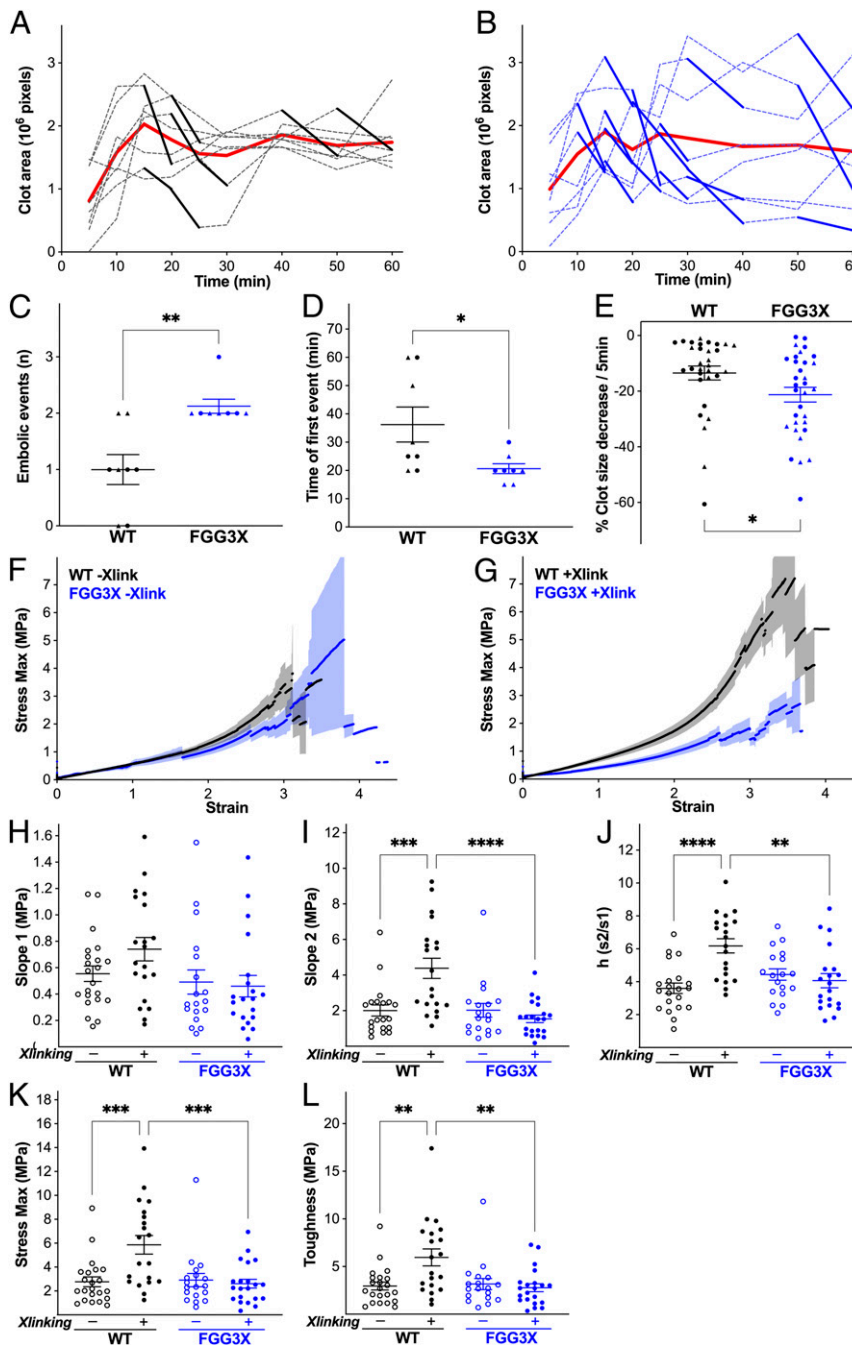 A
B
Clot area (10⁶ pixels)
3
2
1
0
0 10 20 30 40 50 60
Time (min)
Clot area (10⁶ pixels)
3
2
1
0
0 10 20 30 40 50 60
Time (min)
C
D
E
Embolic events (n)
3
2
1
0
**
WT FGG3X
Time of first event (min)
70
60
50
40
30
20
10
0
*
WT FGG3X
WT FGG3X
% Clot size decrease / 5min
0
-20
-40
-60
*
F
G
WT -Xlink
FGG3X -Xlink
Stress Max (MPa)
7
6
5
4
3
2
1
0
0 1 2 3 4
Strain
WT +Xlink
FGG3X +Xlink
Stress Max (MPa)
7
6
5
4
3
2
1
0
0 1 2 3 4
Strain
H
I
J
Slope 1 (MPa)
1.6
1.4
1.2
1.0
0.8
0.6
0.4
0.2
Xlinking − + − +
WT FGG3X
Slope 2 (MPa)
12
10
8
6
4
2
0
*** ****
− + − +
WT FGG3X
h (s2/s1)
12
10
8
6
4
2
**** **
Xlinking − + − +
WT FGG3X
K
L
Stress Max (MPa)
18
16
14
12
10
8
6
4
2
*** ***
Xlinking − + − +
WT FGG3X
Toughness (MPa)
20
15
10
5
0
** **
Xlinking − + − +
WT FGG3X